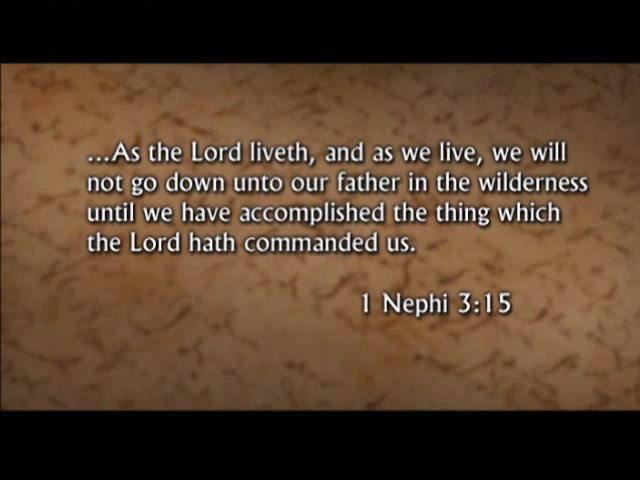 ...As the Lord liveth, and as we live, we will
not go down unto our father in the wilderness
until we have accomplished the thing which
the Lord hath commanded us.
1 Nephi 3:15